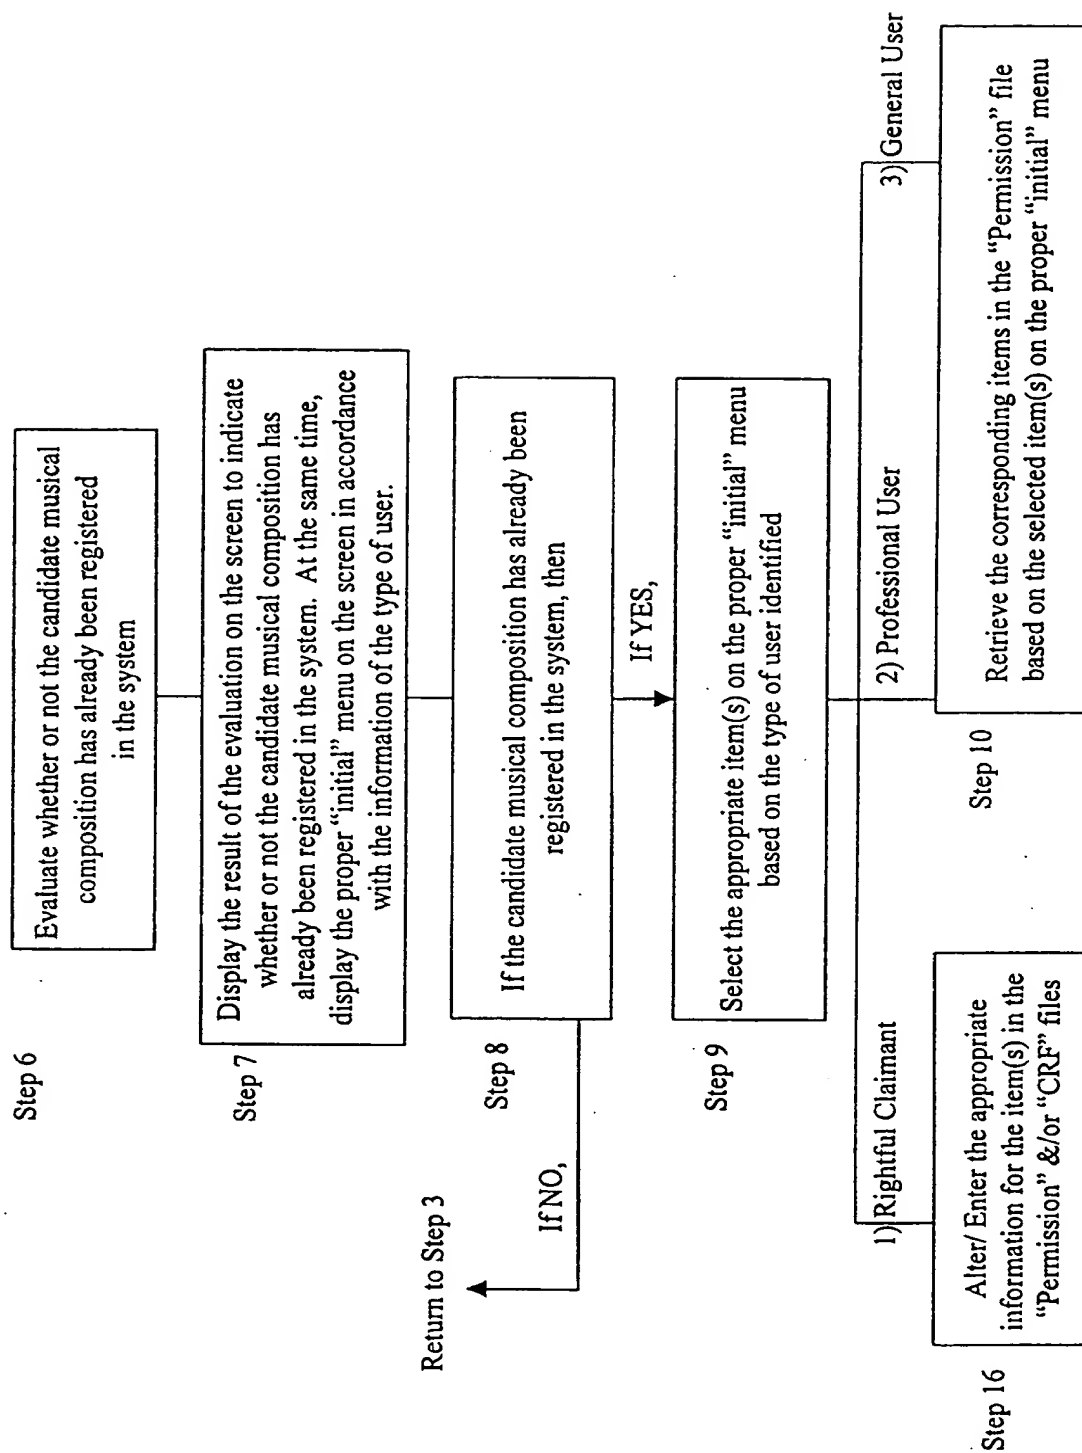 Step 6
Evaluate whether or not the candidate musical
composition has already been registered
in the system
Step 7
Display the result of the evaluation on the screen to indicate
whether or not the candidate musical composition has
already been registered in the system. At the same time,
display the proper “initial” menu on the screen in accordance
with the information of the type of user.
Step 8
If the candidate musical composition has already been
registered in the system, then
Return to Step 3
If NO,
If YES,
Step 9
Select the appropriate item(s) on the proper “initial” menu
based on the type of user identified
1) Rightful Claimant
2) Professional User
3) General User
Step 16
Alter/ Enter the appropriate
information for the item(s) in the
“Permission” &/or “CRF” files
Step 10
Retrieve the corresponding items in the “Permission” file
based on the selected item(s) on the proper “initial” menu